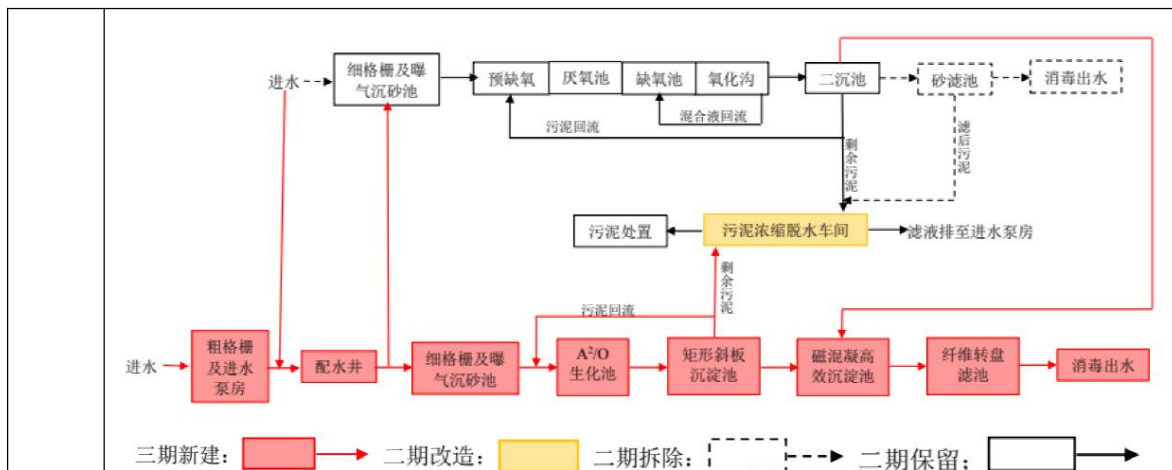 进水
细格栅及曝
气沉砂池
预缺氧
厌氧池
缺氧池
氧化沟
二沉池
砂滤池
消毒出水
混合液回流
污泥回流
剩余污泥
滤后污泥
污泥处置
污泥浓缩脱水车间
滤液排至进水泵房
剩余污泥
污泥回流
进水
粗格栅
及进水
泵房
配水井
细格栅及曝
气沉砂池
A²/O
生化池
矩形斜板
沉淀池
磁混凝高
效沉淀池
纤维转盘
滤池
消毒出水
三期新建：
二期改造：
二期拆除：
二期保留：